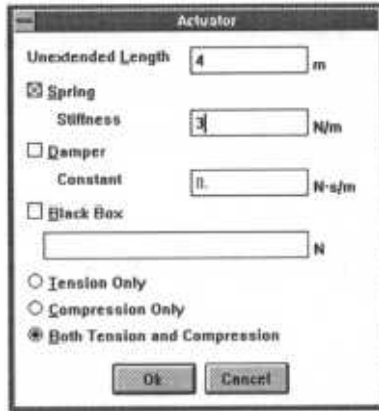 Actuator
Unextended Length 4 m
Spring
Stiffness 3 N/m
Damper
Constant 0. N-s/m
Black Box
N
Tension Only
Compression Only
Both Tension and Compression
Ok Cancel